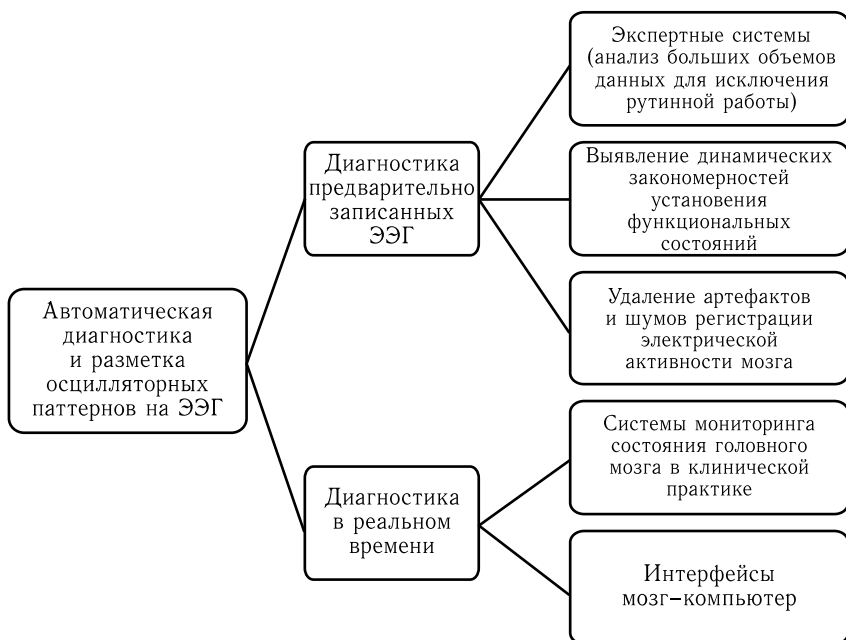 Автоматическая
диагностика
и разметка
осцилляторных
паттернов на ЭЭГ
Диагностика
предварительно
записанных
ЭЭГ
Экспертные системы
(анализ больших объемов
данных для исключения
рутинной работы)
Выявление динамических
закономерностей
установления
функциональных
состояний
Удаление артефактов
и шумов регистрации
электрической
активности мозга
Диагностика
в реальном
времени
Системы мониторинга
состояния головного
мозга в клинической
практике
Интерфейсы
мозг–компьютер